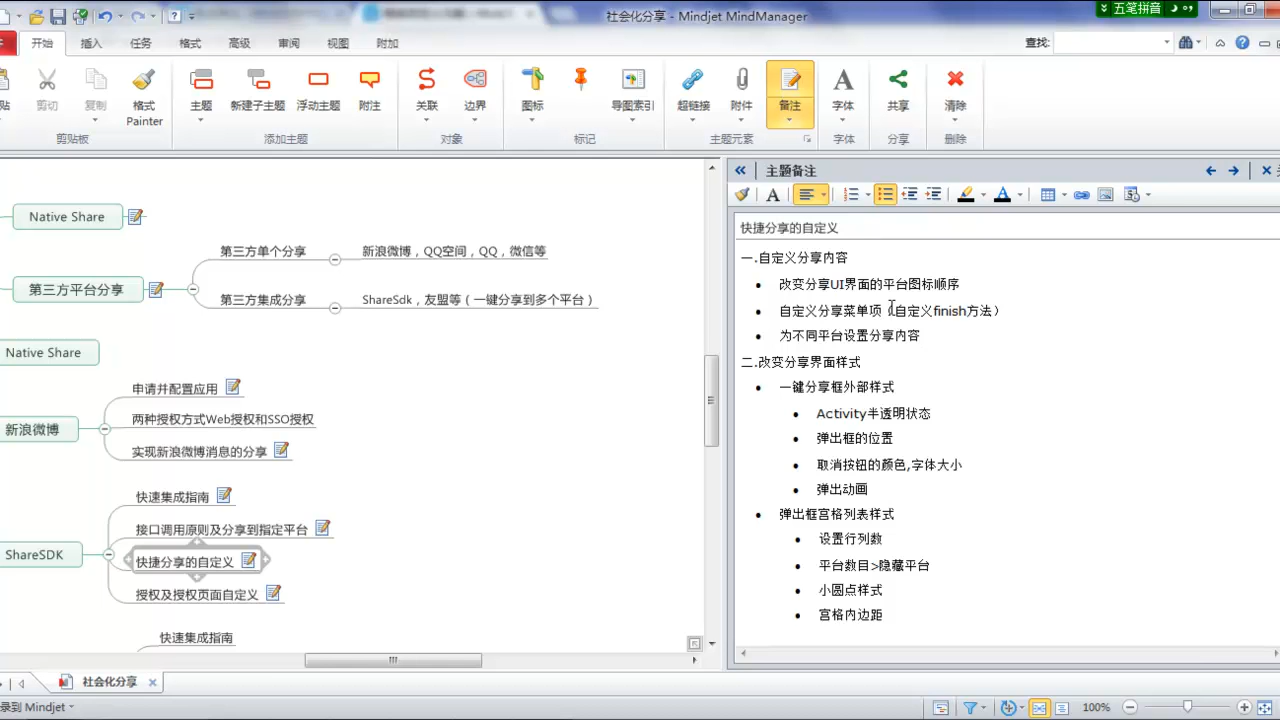 社会化分享 - Mindjet MindManager
五笔拼音
开始 插入 任务 格式 高级 审阅 视图 附加
查找:
贴 剪切 复制 格式 Painter
主题 新建子主题 浮动主题 附注
关联 边界
图标 导图索引
超链接 附件 备注
字体 共享 清除
剪贴板 添加主题 对象 标记 主题元素 字体 分享 删除
主题备注
快捷分享的自定义
Native Share
第三方平台分享
第三方单个分享
新浪微博，QQ空间，QQ，微信等
第三方集成分享
ShareSdk，友盟等（一键分享到多个平台）
Native Share
新浪微博
申请并配置应用
两种授权方式Web授权和SSO授权
实现新浪微博消息的分享
ShareSDK
快速集成指南
接口调用原则及分享到指定平台
快捷分享的自定义
授权及授权页面自定义
快速集成指南
一.自定义分享内容
• 改变分享UI界面的平台图标顺序
• 自定义分享菜单项（自定义finish方法）
• 为不同平台设置分享内容
二.改变分享界面样式
• 一键分享框外部样式
• Activity半透明状态
• 弹出框的位置
• 取消按钮的颜色,字体大小
• 弹出动画
• 弹出框宫格列表样式
• 设置行列数
• 平台数目>隐藏平台
• 小圆点样式
• 宫格内边距
社会化分享
录到 Mindjet
100%